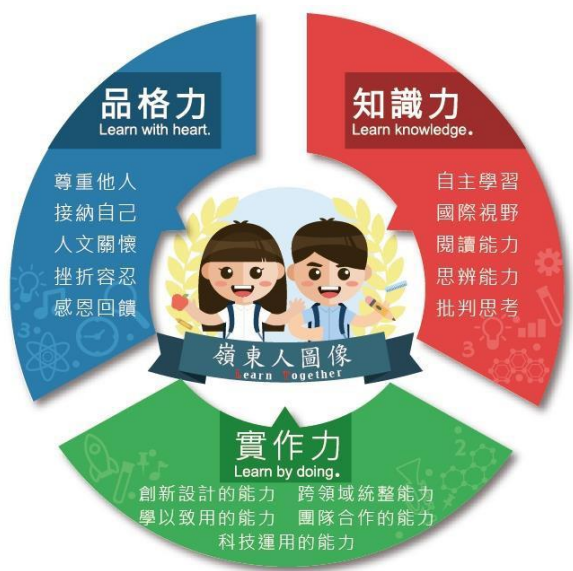 品格力
Learn with heart.
尊重他人
接納自己
人文關懷
挫折容忍
感恩回饋
知識力
Learn knowledge.
自主學習
國際視野
閱讀能力
思辨能力
批判思考
嶺東人圖像
Learn Together
實作力
Learn by doing.
創新設計的能力 跨領域統整能力
學以致用的能力 團隊合作的能力
科技運用的能力
3
3
2